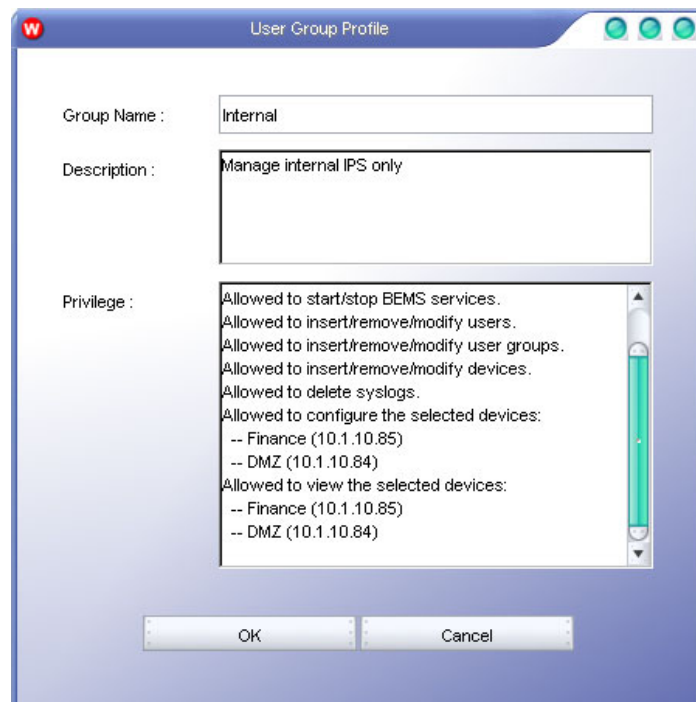 W
User Group Profile
Group Name :
Internal
Description :
Manage internal IPS only
Privilege :
Allowed to start/stop BEMS services.
Allowed to insert/remove/modify users.
Allowed to insert/remove/modify user groups.
Allowed to insert/remove/modify devices.
Allowed to delete syslogs.
Allowed to configure the selected devices:
-- Finance (10.1.10.85)
-- DMZ (10.1.10.84)
Allowed to view the selected devices:
-- Finance (10.1.10.85)
-- DMZ (10.1.10.84)
OK
Cancel